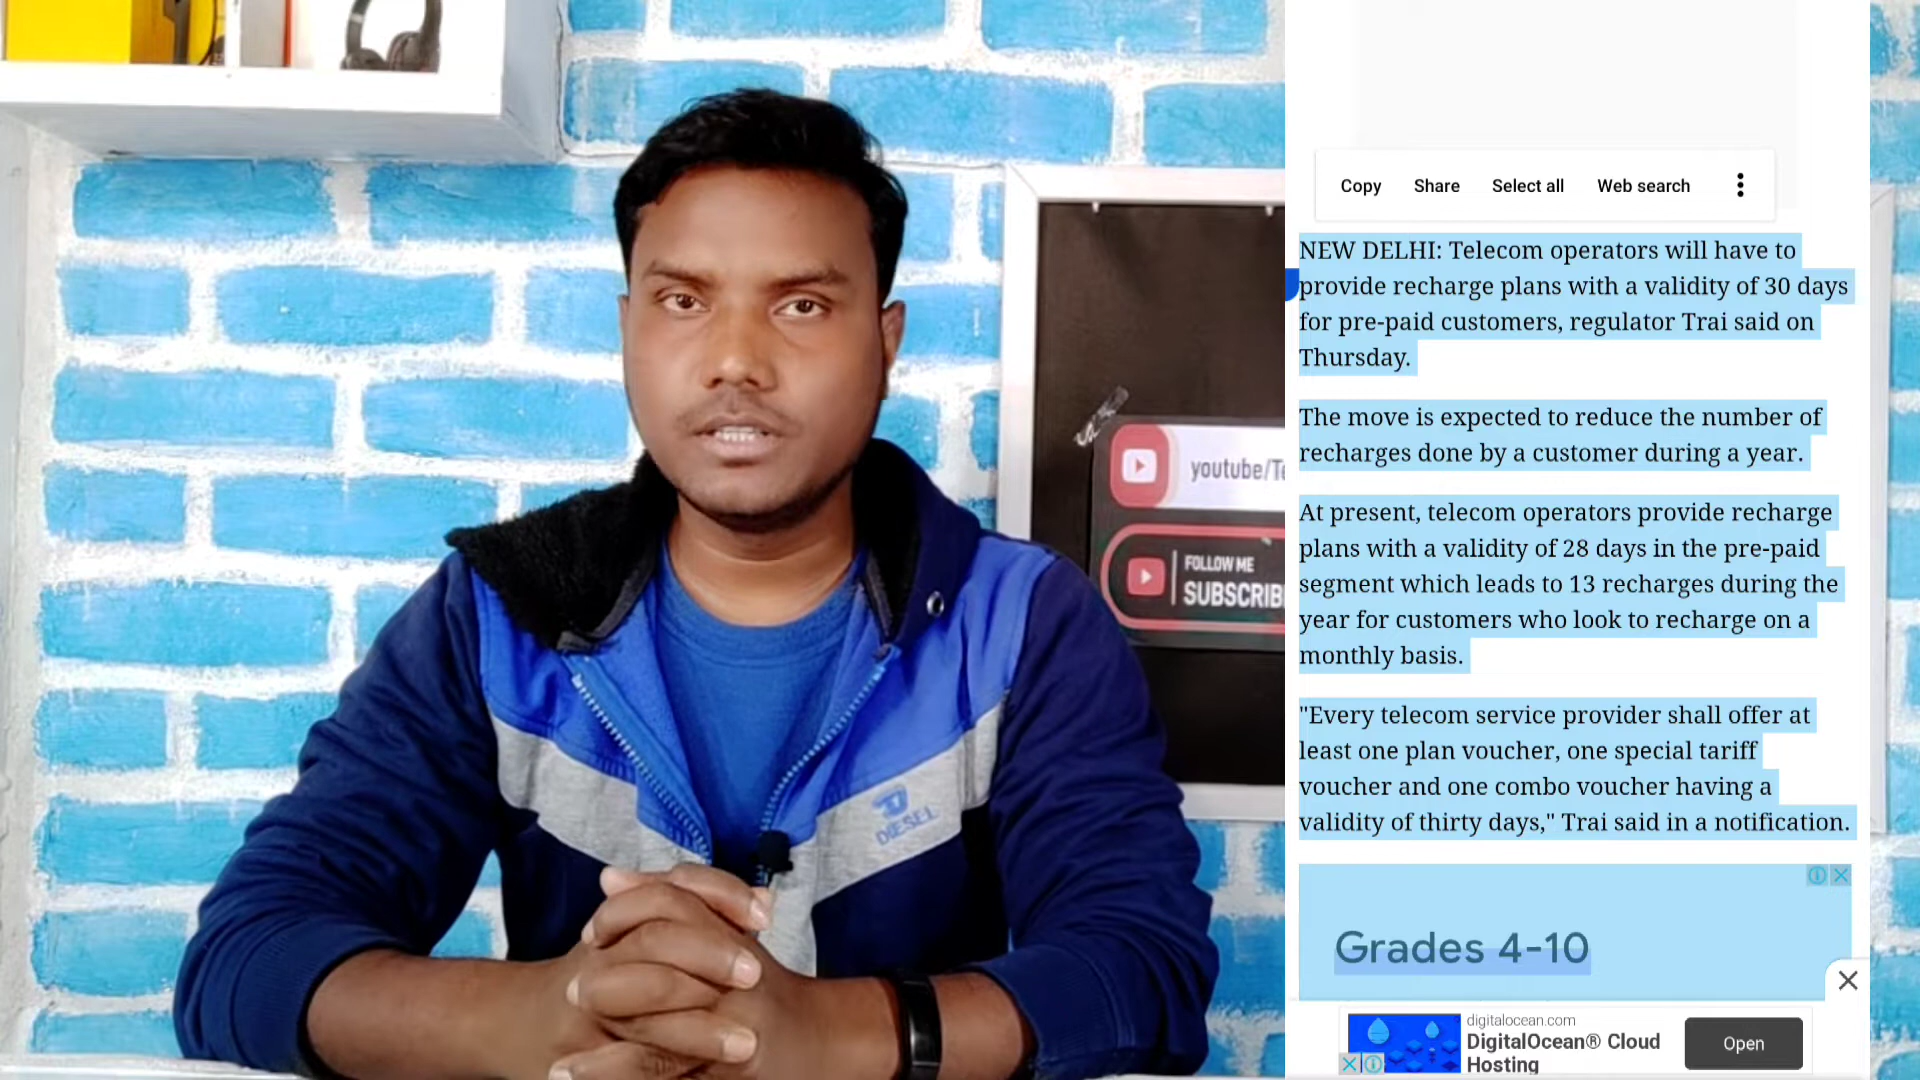 Copy Share Select all Web search
NEW DELHI: Telecom operators will have to
provide recharge plans with a validity of 30 days
for pre-paid customers, regulator Trai said on
Thursday.
The move is expected to reduce the number of
recharges done by a customer during a year.
At present, telecom operators provide recharge
plans with a validity of 28 days in the pre-paid
segment which leads to 13 recharges during the
year for customers who look to recharge on a
monthly basis.
"Every telecom service provider shall offer at
least one plan voucher, one special tariff
voucher and one combo voucher having a
validity of thirty days," Trai said in a notification.
Grades 4-10
digitalocean.com
DigitalOcean® Cloud
Hosting
Open
youtube/Te
FOLLOW ME
SUBSCRIB
DIESEL